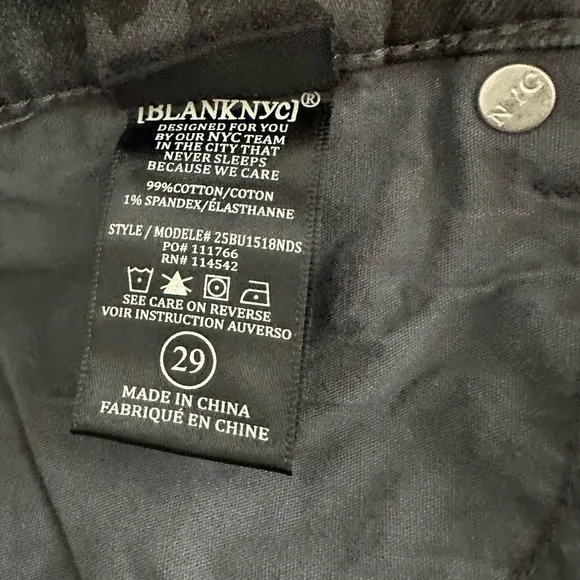 [BLANKNYC]®
DESIGNED FOR YOU
BY OUR NYC TEAM
IN THE CITY THAT
NEVER SLEEPS
BECAUSE WE CARE
99%COTTON/COTON
1% SPANDEX/ÉLASTHANNE
STYLE / MODELE# 25BU1518NDS
PO# 111766
RN# 114542
SEE CARE ON REVERSE
VOIR INSTRUCTION AUVERSO
29
MADE IN CHINA
FABRIQUÉ EN CHINE
NYC